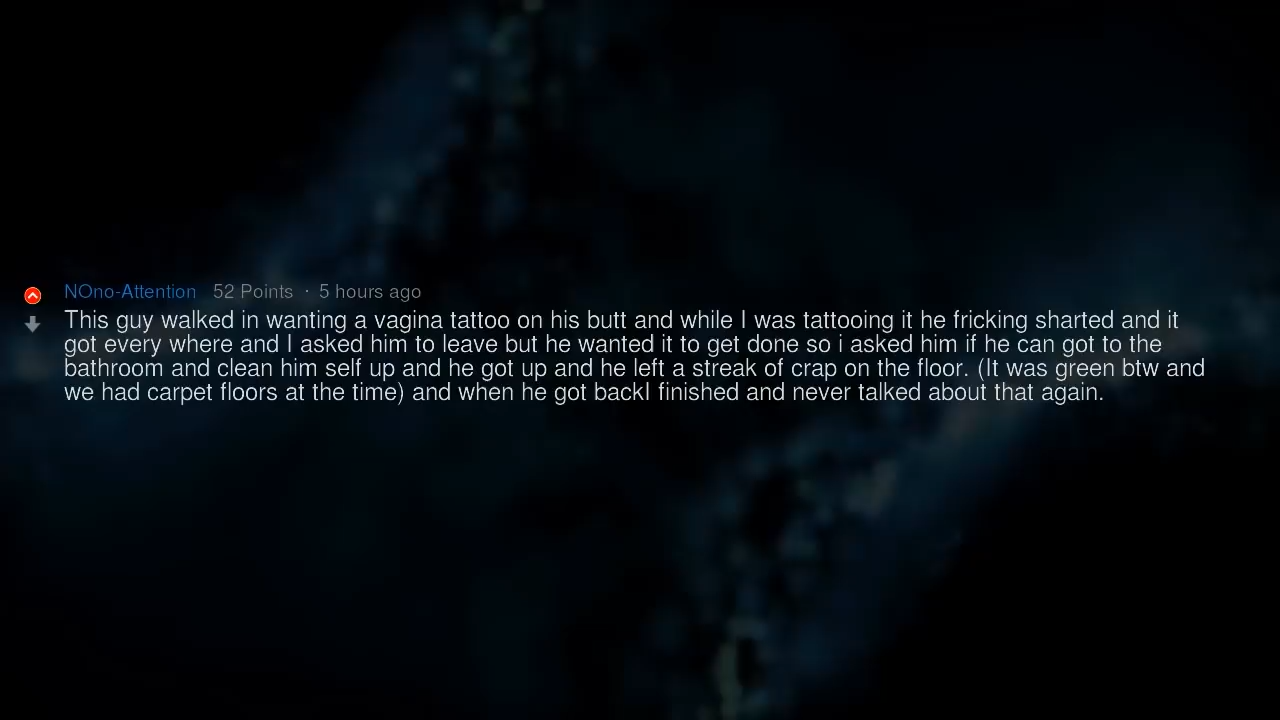 NOno-Attention 52 Points · 5 hours ago
This guy walked in wanting a vagina tattoo on his butt and while I was tattooing it he fricking sharted and it
got every where and I asked him to leave but he wanted it to get done so i asked him if he can got to the
bathroom and clean him self up and he got up and he left a streak of crap on the floor. (It was green btw and
we had carpet floors at the time) and when he got backI finished and never talked about that again.